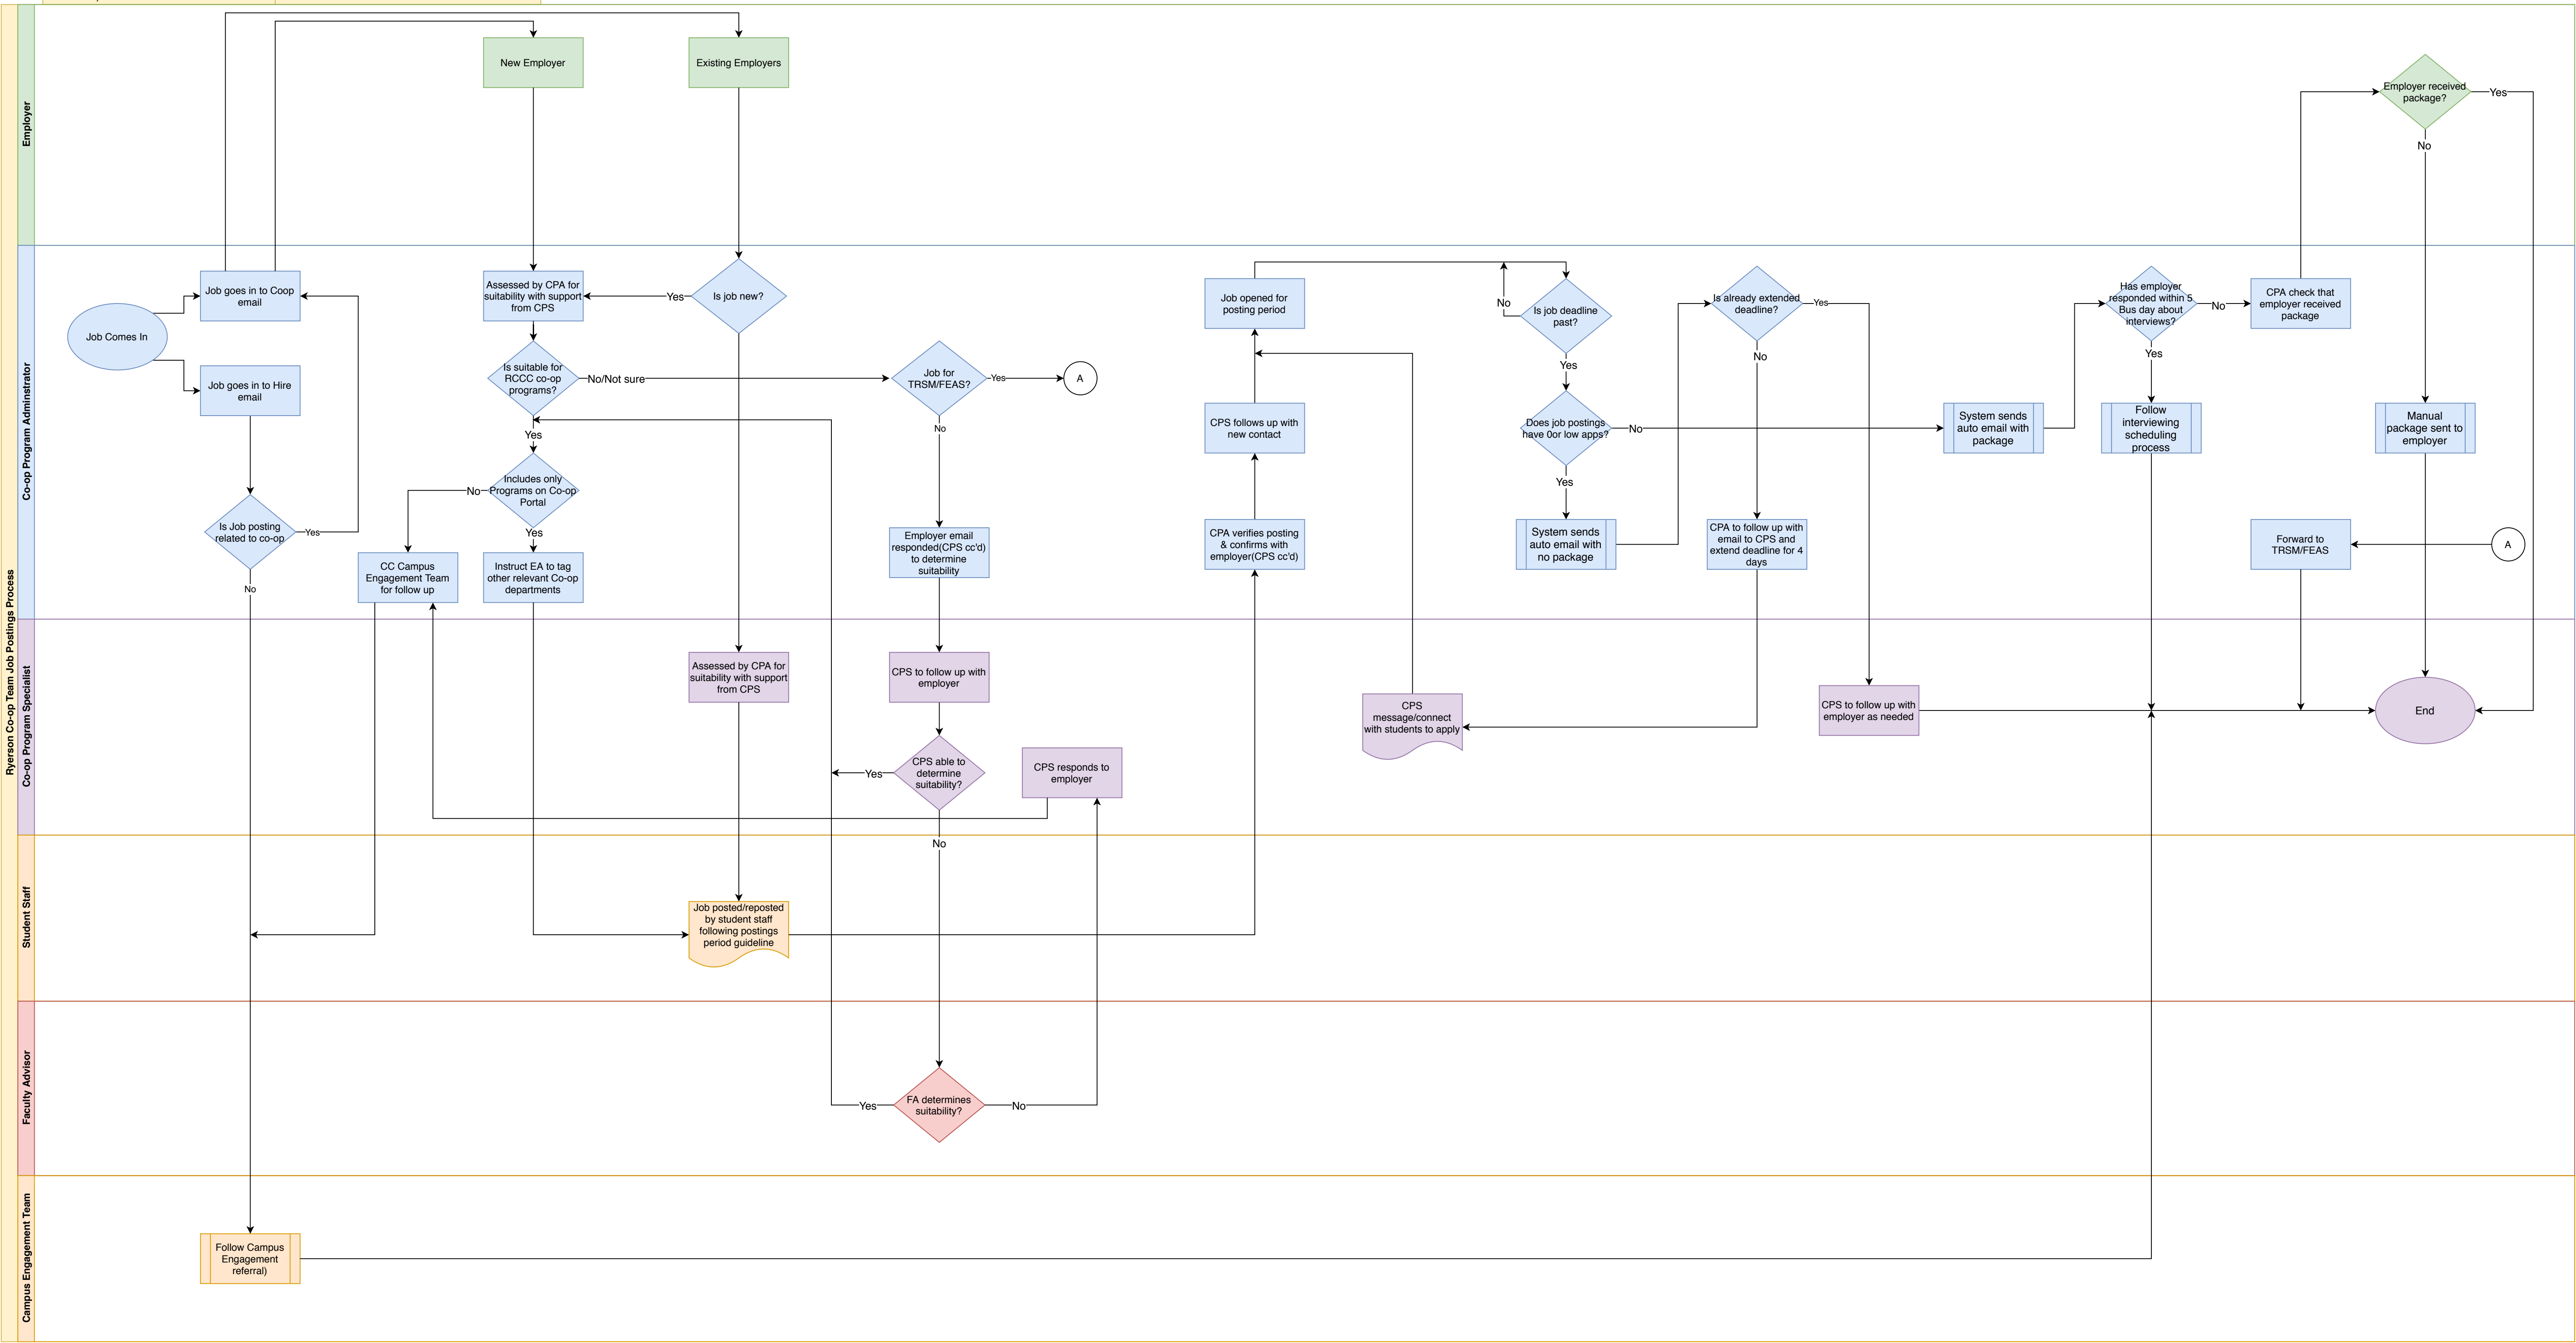 Ryerson Co-op Team Job Postings Process
Employer
New Employer
Existing Employers
Employer received
package?
Yes
No
Co-op Program Adminstrator
Job Comes In
Job goes in to Coop
email
Job goes in to Hire
email
Is Job posting
related to co-op
Yes
No
Assessed by CPA for
suitability with support
from CPS
Is job new?
Yes
Is suitable for
RCCC co-op
programs?
No/Not sure
Yes
Includes only
Programs on Co-op
Portal
No
Yes
CC Campus
Engagement Team
for follow up
Instruct EA to tag
other relevant Co-op
departments
Job for
TRSM/FEAS?
Yes
A
No
Employer email
responded(CPS cc'd)
to determine
suitability
Job opened for
posting period
CPS follows up with
new contact
CPA verifies posting
& confirms with
employer(CPS cc'd)
Is job deadline
past?
No
Yes
Does job postings
have 0or low apps?
No
Yes
System sends
auto email with
no package
Is already extended
deadline?
Yes
No
CPA to follow up with
email to CPS and
extend deadline for 4
days
System sends
auto email with
package
Has employer
responded within 5
Bus day about
interviews?
No
Yes
Follow
interviewing
scheduling
process
CPA check that
employer received
package
Manual
package sent to
employer
Forward to
TRSM/FEAS
A
Co-op Program Specialist
Assessed by CPA for
suitability with support
from CPS
CPS to follow up with
employer
CPS able to
determine
suitability?
Yes
No
CPS responds to
employer
CPS
message/connect
with students to apply
CPS to follow up with
employer as needed
End
Student Staff
Job posted/reposted
by student staff
following postings
period guideline
Faculty Advisor
FA determines
suitability?
Yes
No
Campus Engagement Team
Follow Campus
Engagement
referral)